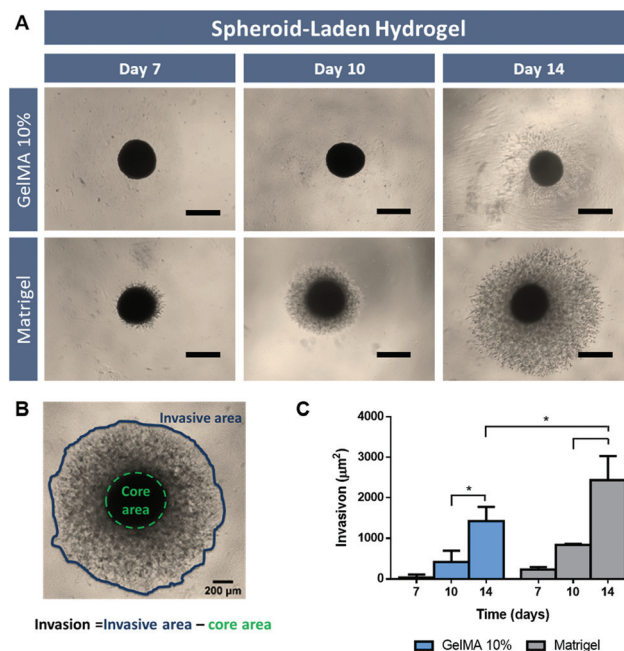 A
Spheroid-Laden Hydrogel
Day 7
Day 10
Day 14
GelMA 10%
Matrigel
B
Invasive area
Core
area
200 µm
Invasion =Invasive area – core area
C
Invasivon (µm²)
4000
3000
2000
1000
0
*
*
*
7
10
14
7
10
14
Time (days)
GelMA 10%
Matrigel